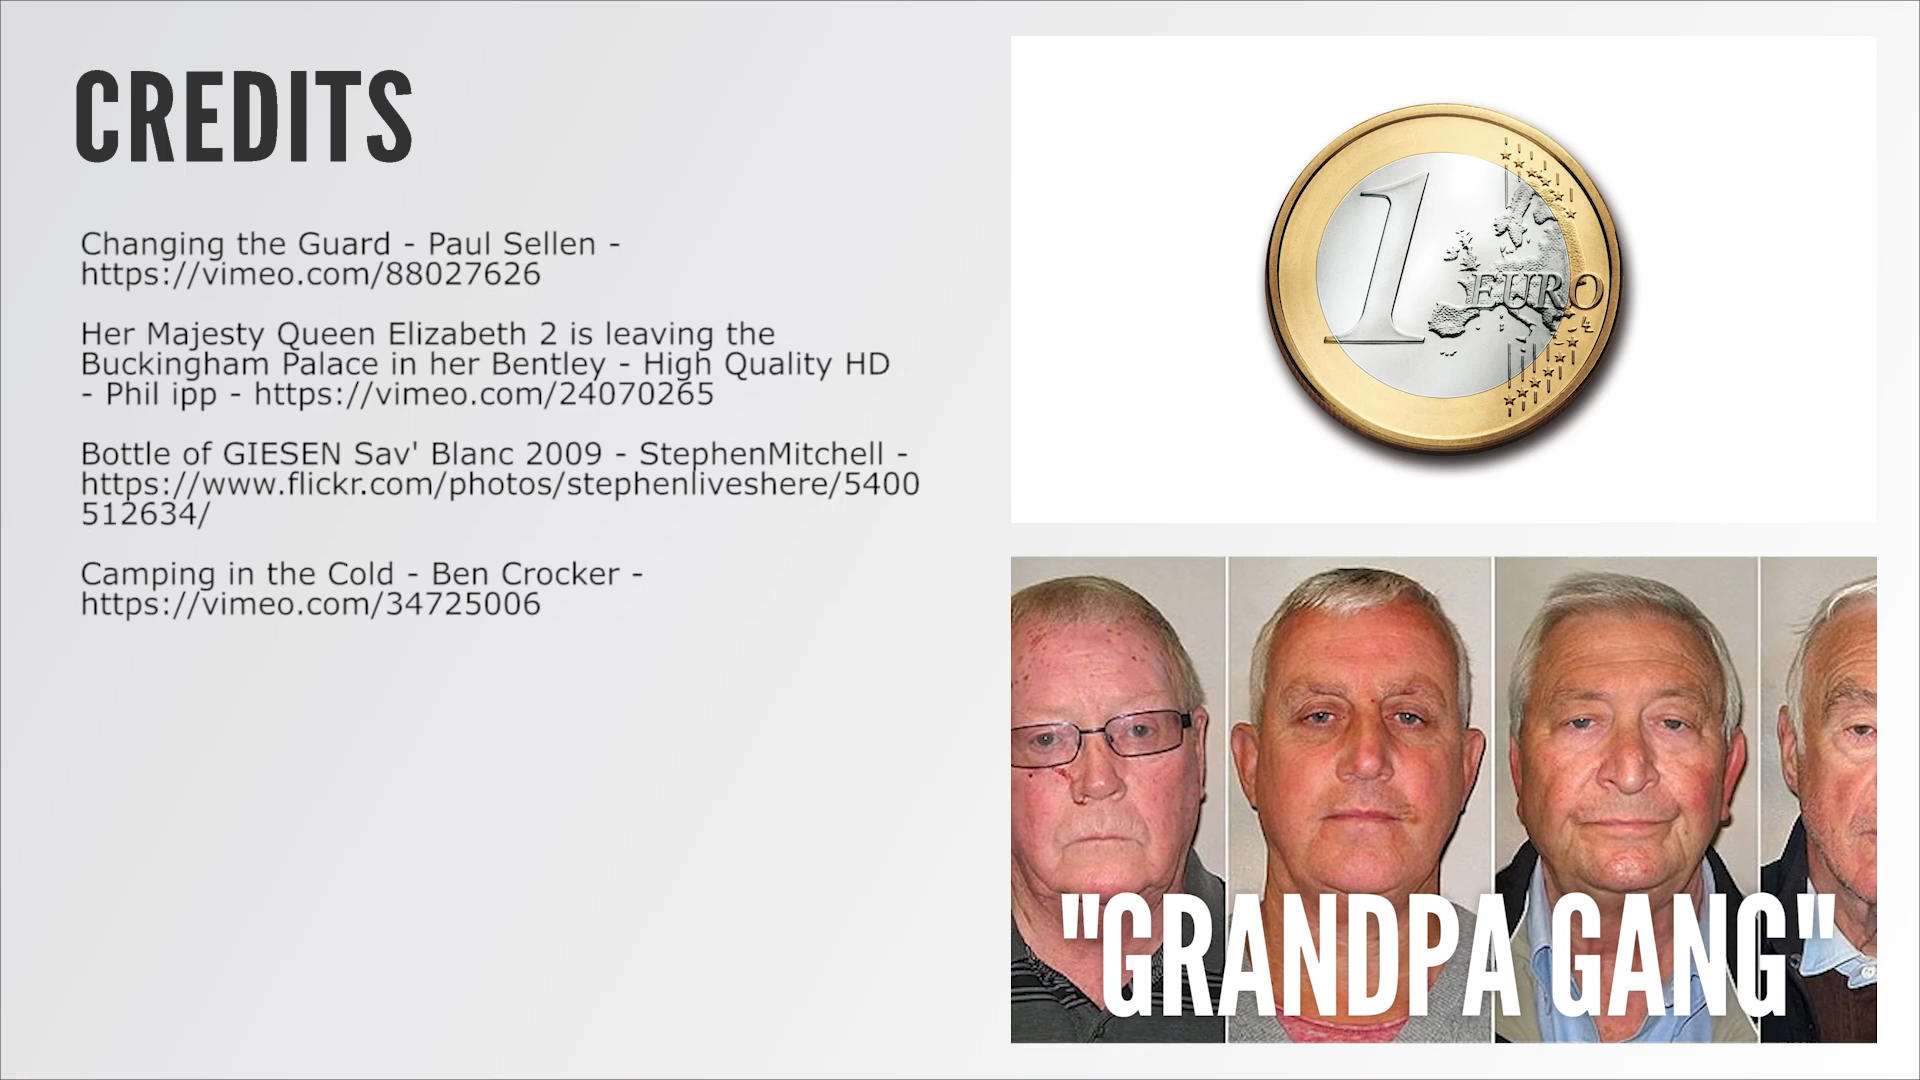 CREDITS
Changing the Guard - Paul Sellen -
https://vimeo.com/88027626
Her Majesty Queen Elizabeth 2 is leaving the
Buckingham Palace in her Bentley - High Quality HD
- Phil ipp - https://vimeo.com/24070265
Bottle of GIESEN Sav' Blanc 2009 - StephenMitchell -
https://www.flickr.com/photos/stephenliveshere/5400
512634/
Camping in the Cold - Ben Crocker -
https://vimeo.com/34725006
1
EURO
"GRANDPA GANG"